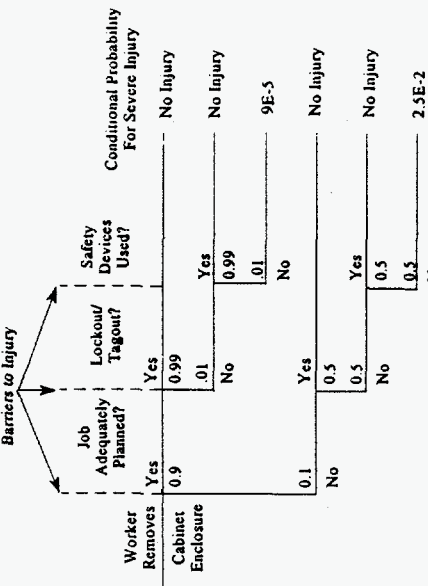 Barriers to Injury
Worker
Removes
Cabinet
Enclosure
Job
Adequately
Planned?
Lockout/
Tagout?
Safety
Devices
Used?
Conditional Probability
For Severe Injury
Yes
0.9
Yes
0.99
No Injury
.01
No
Yes
0.99
No Injury
.01
No
9E-5
0.1
No
Yes
0.5
No Injury
0.5
No
Yes
0.5
No Injury
0.5
2.5E-2